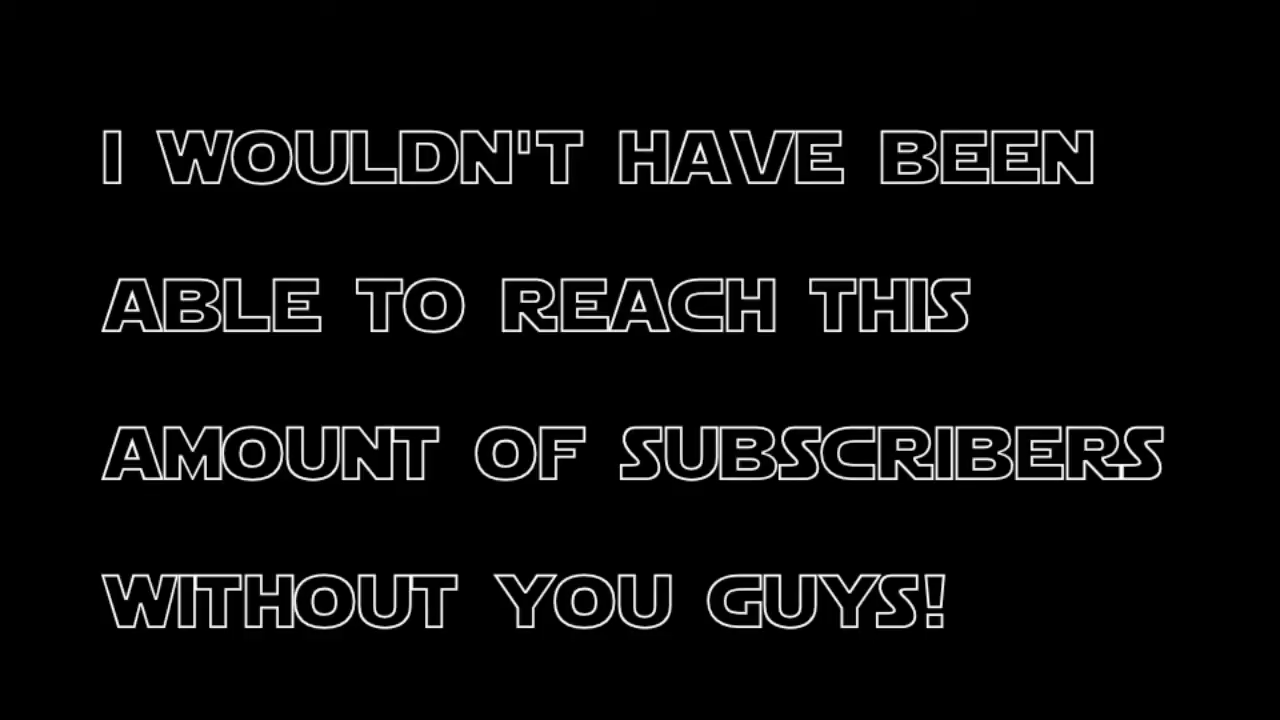 I WOULDN'T HAVE BEEN
ABLE TO REACH THIS
AMOUNT OF SUBSCRIBERS
WITHOUT YOU GUYS!